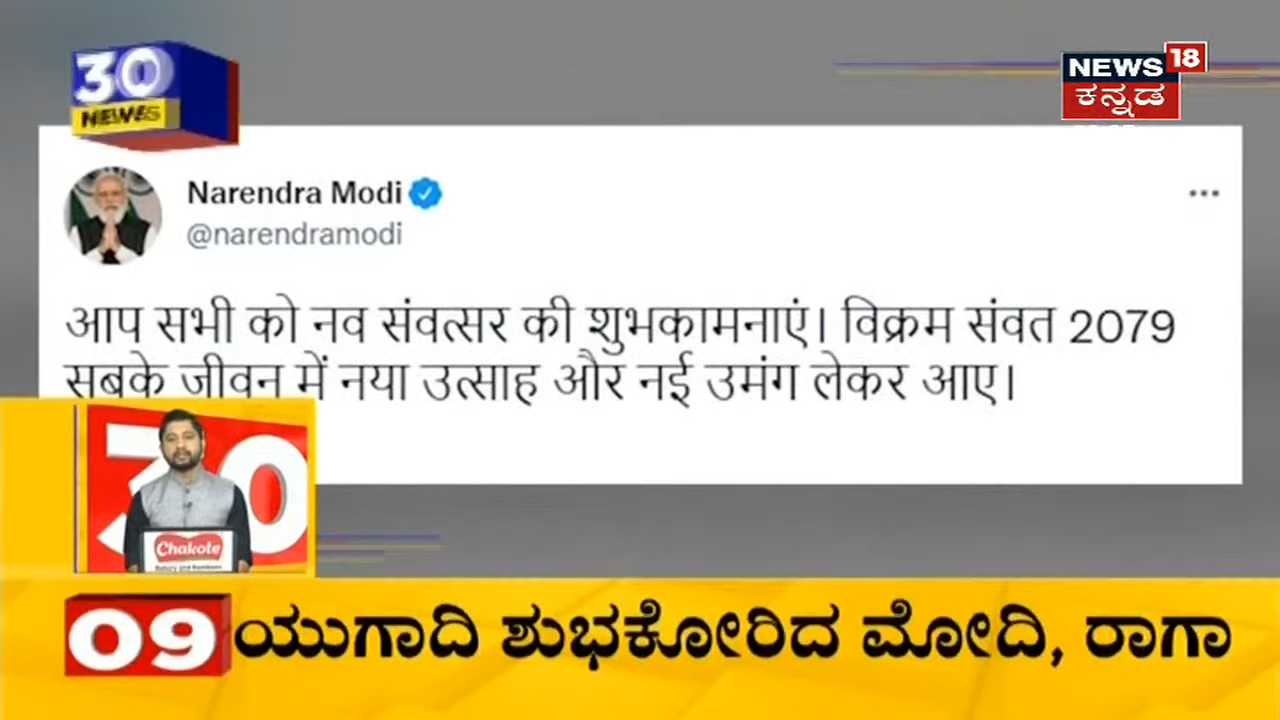 30
NEWS
NEWS 18
ಕನ್ನಡ
Narendra Modi
@narendramodi
आप सभी को नव संवत्सर की शुभकामनाएं। विक्रम संवत 2079
सबके जीवन में नया उत्साह और नई उमंग लेकर आए।
30
Chakote
09 ಯುಗಾದಿ ಶುಭಕೋರಿದ ಮೋದಿ, ರಾಗಾ